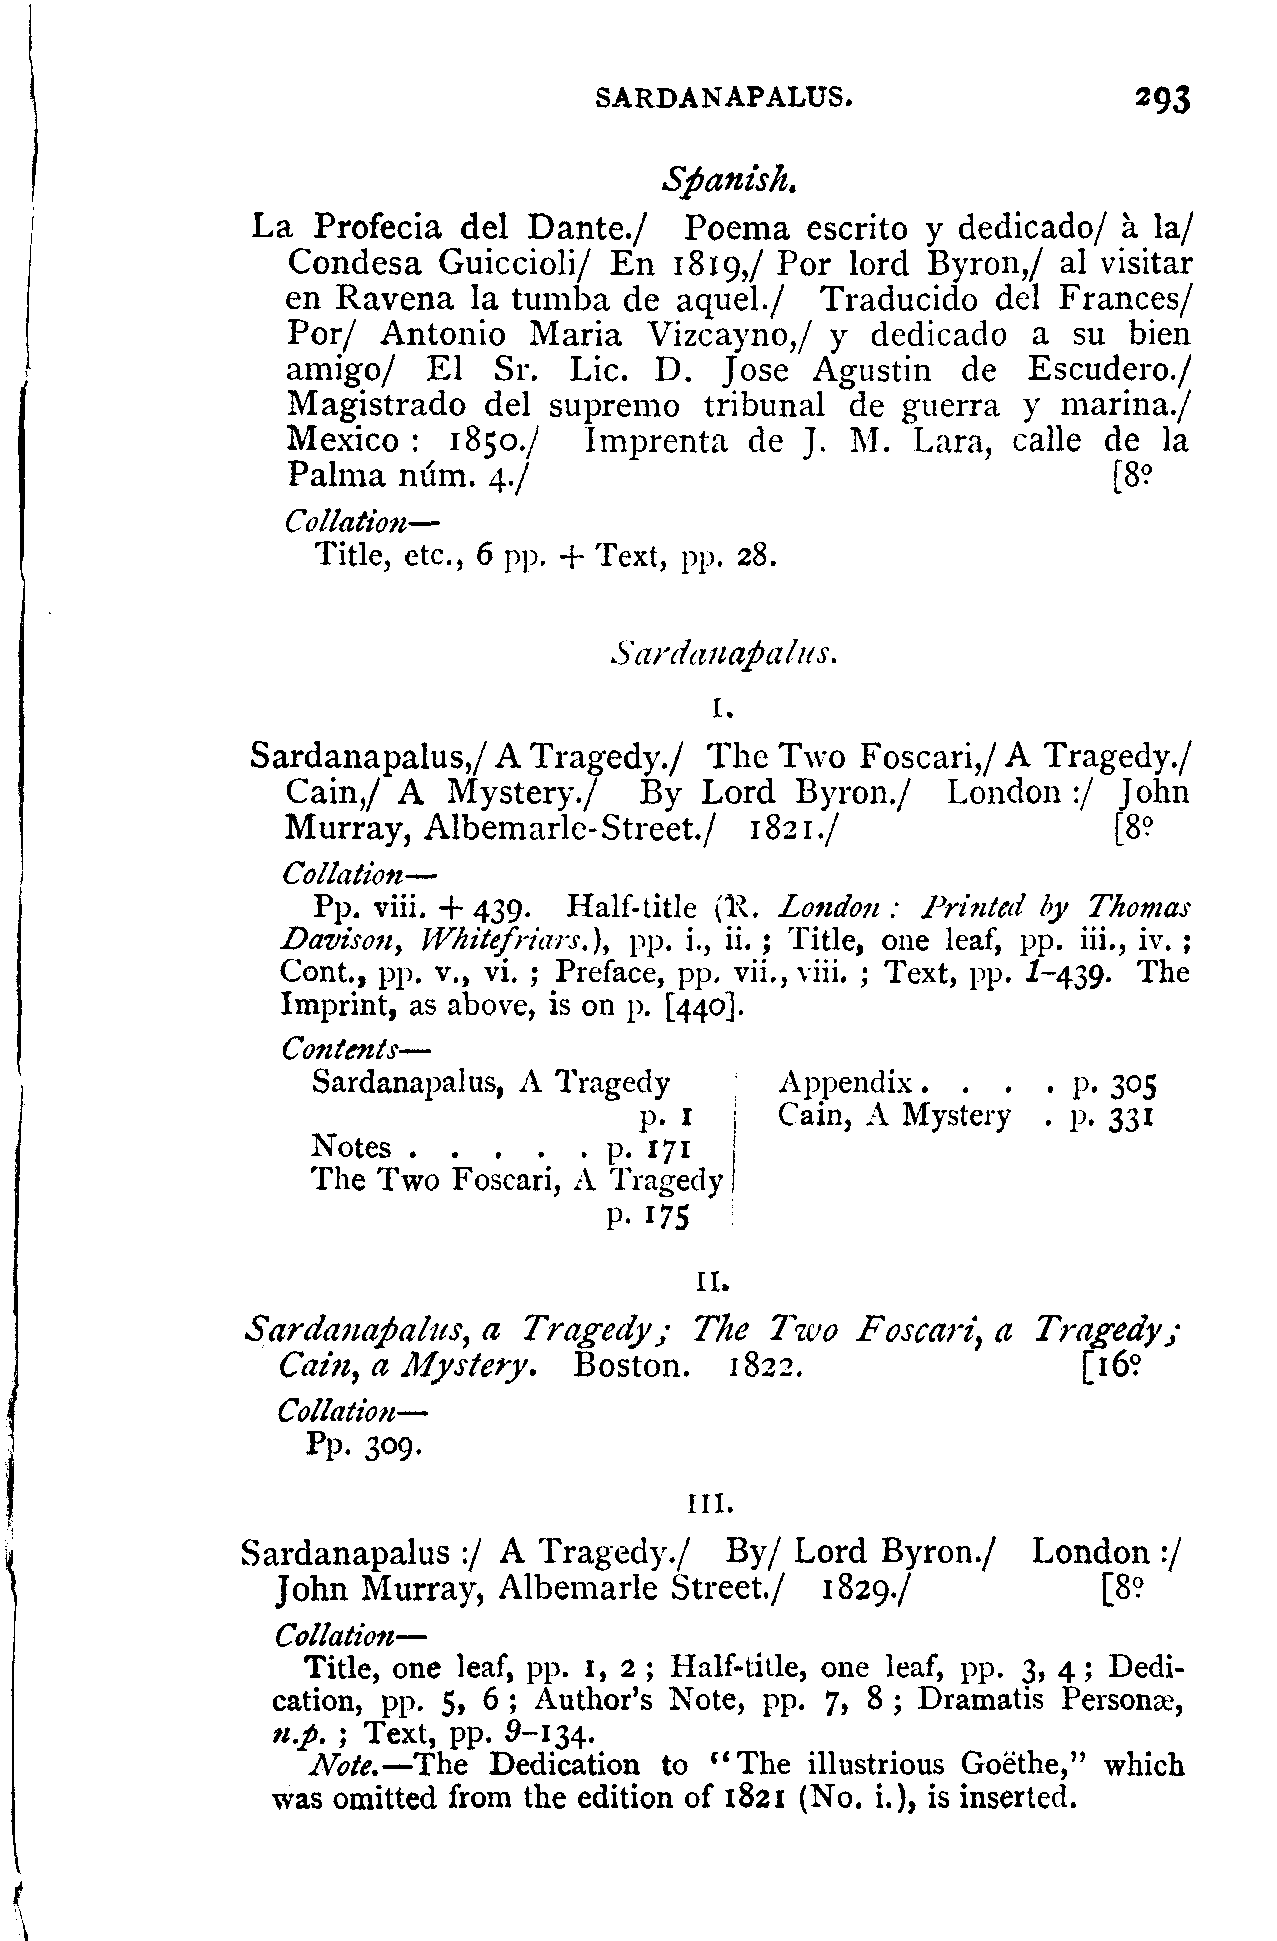 SARDANAPALUS. 293
Spanish.
La Profecia del Dante./ Poema escrito y dedicado/ à la/
Condesa Guiccioli/ En 1819,/ Por lord Byron,/ al visitar
en Ravena la tumba de aquel./ Traducido del Frances/
Por/ Antonio Maria Vizcayno,/ y dedicado a su bien
amigo/ El Sr. Lic. D. Jose Agustin de Escudero./
Magistrado del supremo tribunal de guerra y marina./
Mexico : 1850./ Imprenta de J. M. Lara, calle de la
Palma núm. 4./ [8º
Collation—
Title, etc., 6 pp. + Text, pp. 28.
Sardanapalus.
I.
Sardanapalus,/ A Tragedy./ The Two Foscari,/ A Tragedy./
Cain,/ A Mystery./ By Lord Byron./ London :/ John
Murray, Albemarle-Street./ 1821./ [8º
Collation—
Pp. viii. + 439. Half-title (R. London : Printed by Thomas
Davison, Whitefriars.), pp. i., ii. ; Title, one leaf, pp. iii., iv. ;
Cont., pp. v., vi. ; Preface, pp. vii., viii. ; Text, pp. 1-439. The
Imprint, as above, is on p. [440].
Contents—
Sardanapalus, A Tragedy
p. 1
Notes . . . . . p. 171
The Two Foscari, A Tragedy
p. 175
Appendix . . . . p. 305
Cain, A Mystery . p. 331
II.
Sardanapalus, a Tragedy; The Two Foscari, a Tragedy;
Cain, a Mystery. Boston. 1822. [16º
Collation—
Pp. 309.
III.
Sardanapalus :/ A Tragedy./ By/ Lord Byron./ London :/
John Murray, Albemarle Street./ 1829./ [8º
Collation—
Title, one leaf, pp. 1, 2 ; Half-title, one leaf, pp. 3, 4 ; Dedi-
cation, pp. 5, 6 ; Author's Note, pp. 7, 8 ; Dramatis Personæ,
n.p. ; Text, pp. 9-134.
Note.—The Dedication to "The illustrious Goëthe," which
was omitted from the edition of 1821 (No. i.), is inserted.